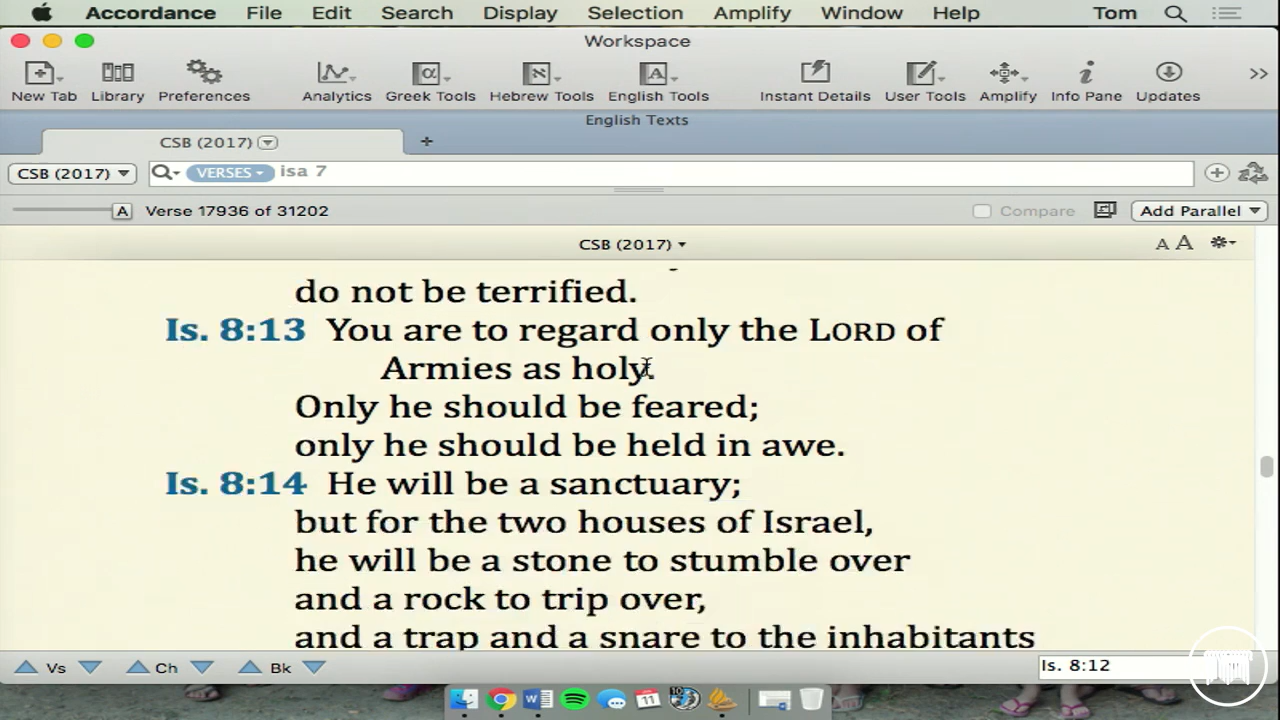 Accordance File Edit Search Display Selection Amplify Window Help Tom
Workspace
New Tab Library Preferences Analytics Greek Tools Hebrew Tools English Tools Instant Details User Tools Amplify Info Pane Updates
English Texts
CSB (2017)
CSB (2017) VERSES isa 7
A Verse 17936 of 31202 Compare Add Parallel
CSB (2017) A A
do not be terrified.
Is. 8:13 You are to regard only the LORD of
Armies as holy.
Only he should be feared;
only he should be held in awe.
Is. 8:14 He will be a sanctuary;
but for the two houses of Israel,
he will be a stone to stumble over
and a rock to trip over,
and a trap and a snare to the inhabitants
Vs Ch Bk Is. 8:12
11 10